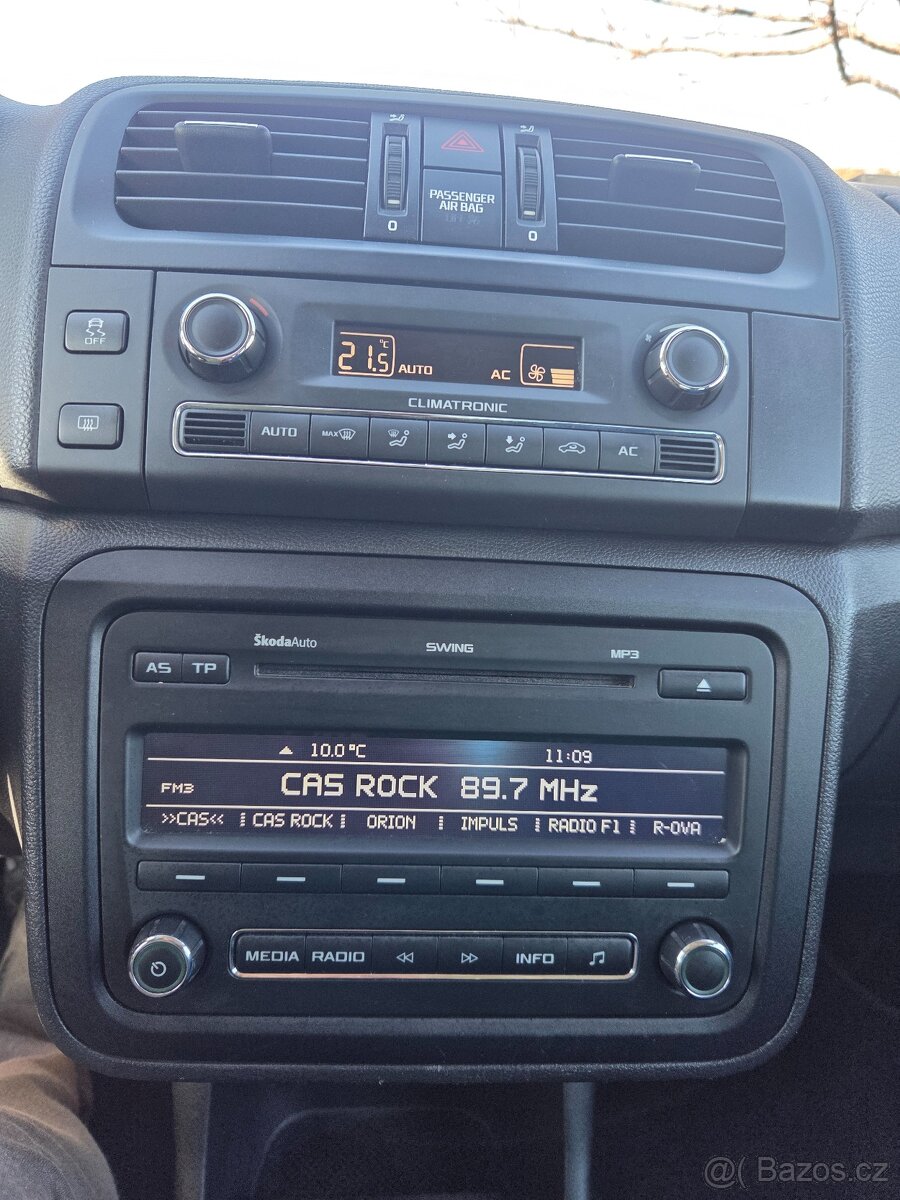 PASSENGER
AIR BAG
0 0
OFF
21.5 °C AUTO AC
CLIMATRONIC
AUTO MAX AC
ŠkodaAuto SWING MP3
AS TP
10.0 °C 11:09
FM3 CAS ROCK 89.7 MHz
>>CAS<< CAS ROCK ORION IMPULS RADIO F1 R-OVA
MEDIA RADIO INFO
@( Bazos.cz